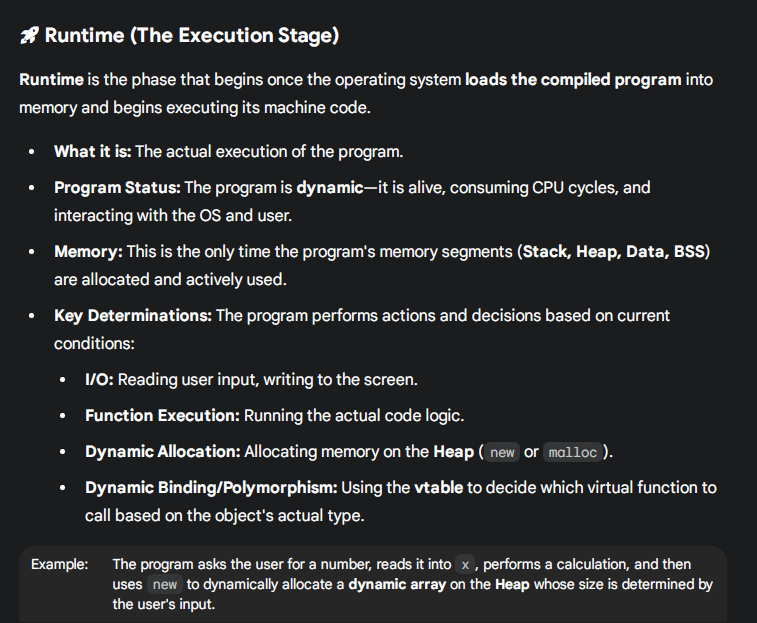 🚀 Runtime (The Execution Stage)
Runtime is the phase that begins once the operating system loads the compiled program into
memory and begins executing its machine code.
• What it is: The actual execution of the program.
• Program Status: The program is dynamic—it is alive, consuming CPU cycles, and
interacting with the OS and user.
• Memory: This is the only time the program's memory segments (Stack, Heap, Data, BSS)
are allocated and actively used.
• Key Determinations: The program performs actions and decisions based on current
conditions:
• I/O: Reading user input, writing to the screen.
• Function Execution: Running the actual code logic.
• Dynamic Allocation: Allocating memory on the Heap (new or malloc).
• Dynamic Binding/Polymorphism: Using the vtable to decide which virtual function to
call based on the object's actual type.
Example: The program asks the user for a number, reads it into x, performs a calculation, and then
uses new to dynamically allocate a dynamic array on the Heap whose size is determined by
the user's input.